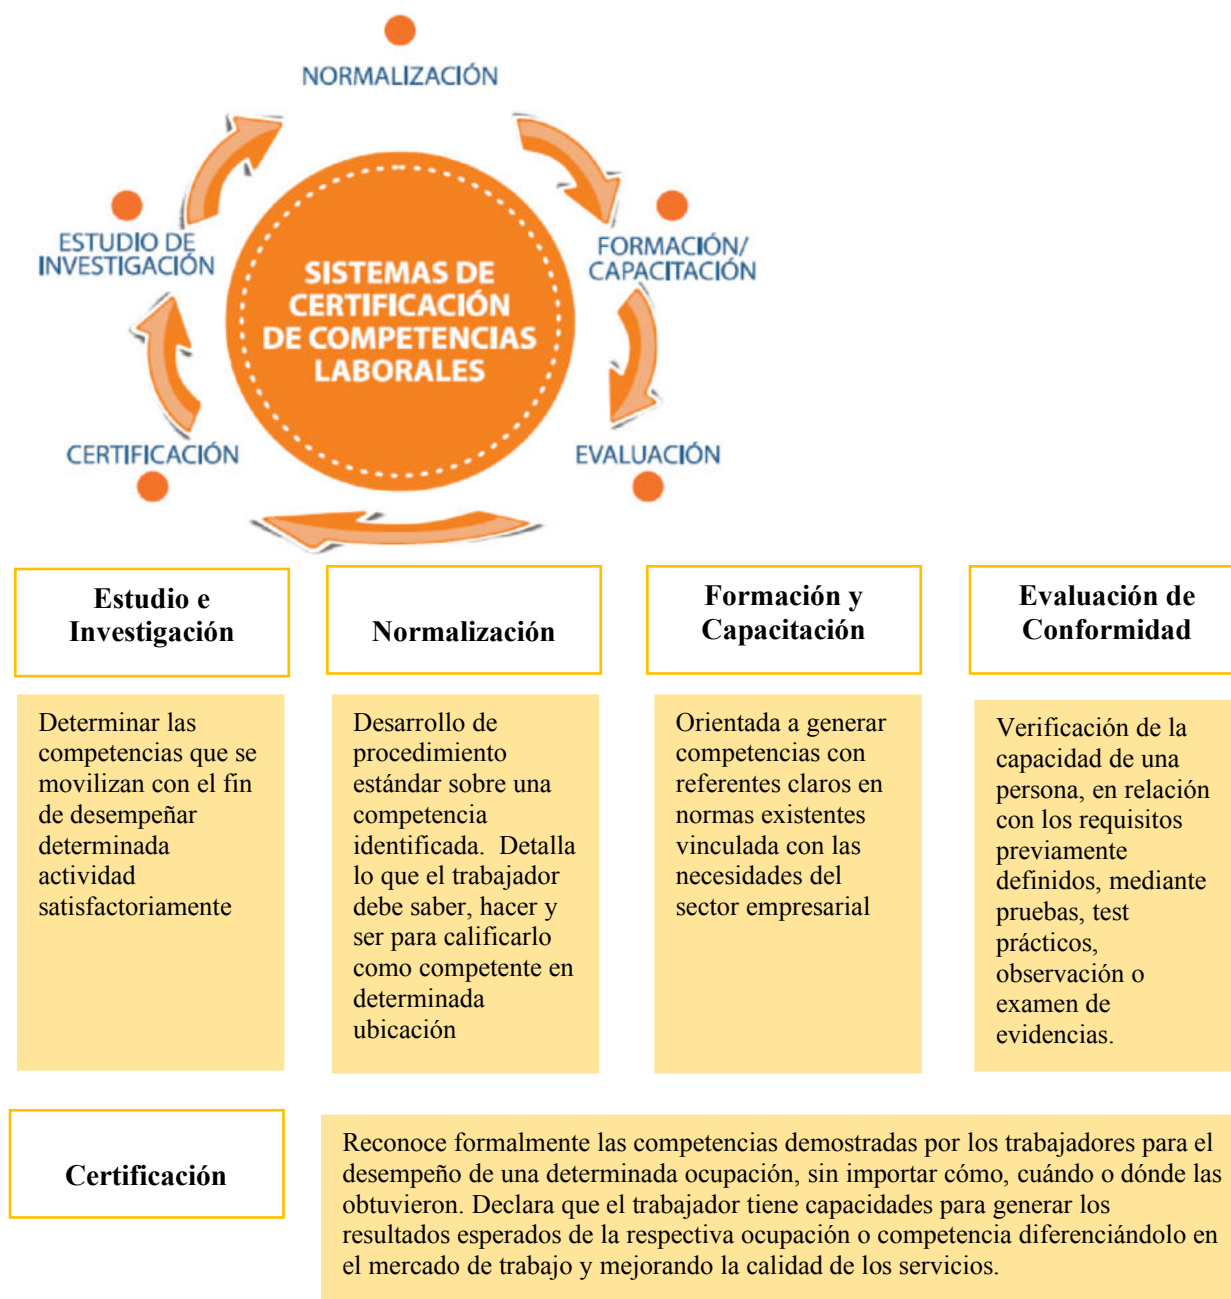 NORMALIZACIÓN
ESTUDIO DE
INVESTIGACIÓN
FORMACIÓN/
CAPACITACIÓN
SISTEMAS DE
CERTIFICACIÓN
DE COMPETENCIAS
LABORALES
CERTIFICACIÓN
EVALUACIÓN
Estudio e
Investigación
Determinar las
competencias que se
movilizan con el fin
de desempeñar
determinada
actividad
satisfactoriamente
Normalización
Desarrollo de
procedimiento
estándar sobre una
competencia
identificada.  Detalla
lo que el trabajador
debe saber, hacer y
ser para calificarlo
como competente en
determinada
ubicación
Formación y
Capacitación
Orientada a generar
competencias con
referentes claros en
normas existentes
vinculada con las
necesidades del
sector empresarial
Evaluación de
Conformidad
Verificación de la
capacidad de una
persona, en relación
con los requisitos
previamente
definidos, mediante
pruebas, test
prácticos,
observación o
examen de
evidencias.
Certificación
Reconoce formalmente las competencias demostradas por los trabajadores para el
desempeño de una determinada ocupación, sin importar cómo, cuándo o dónde las
obtuvieron. Declara que el trabajador tiene capacidades para generar los
resultados esperados de la respectiva ocupación o competencia diferenciándolo en
el mercado de trabajo y mejorando la calidad de los servicios.